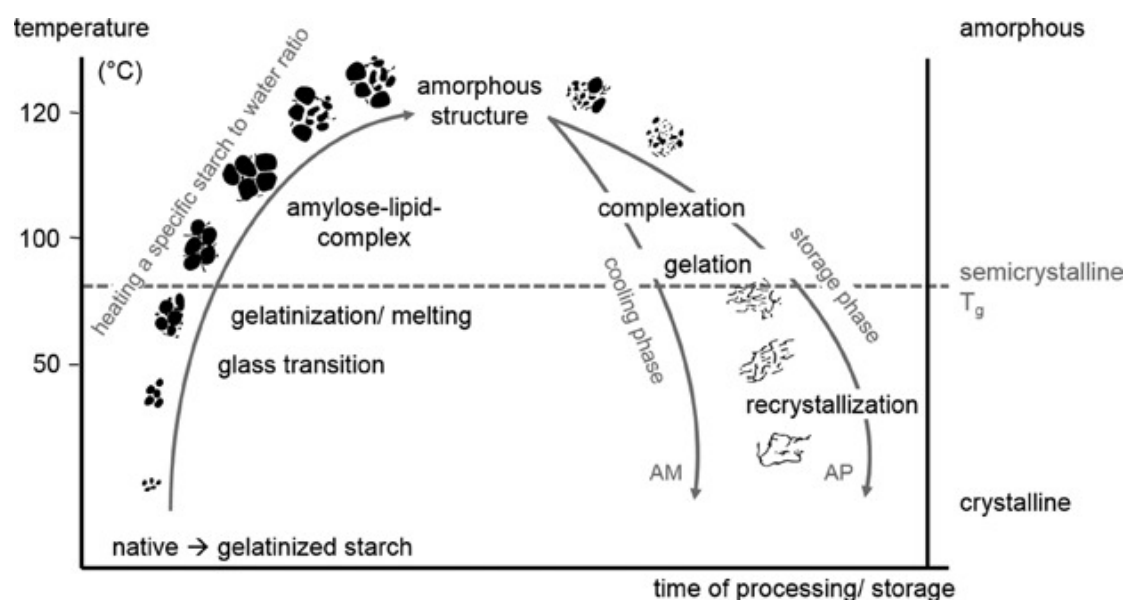 temperature
amorphous
(°C)
heating a specific starch to water ratio
120
amorphous
structure
amylose-lipid-
complex
complexation
100
gelation
cooling phase
storage phase
semicrystalline
Tg
gelatinization/ melting
50
glass transition
recrystallization
AM
AP
crystalline
native → gelatinized starch
time of processing/ storage